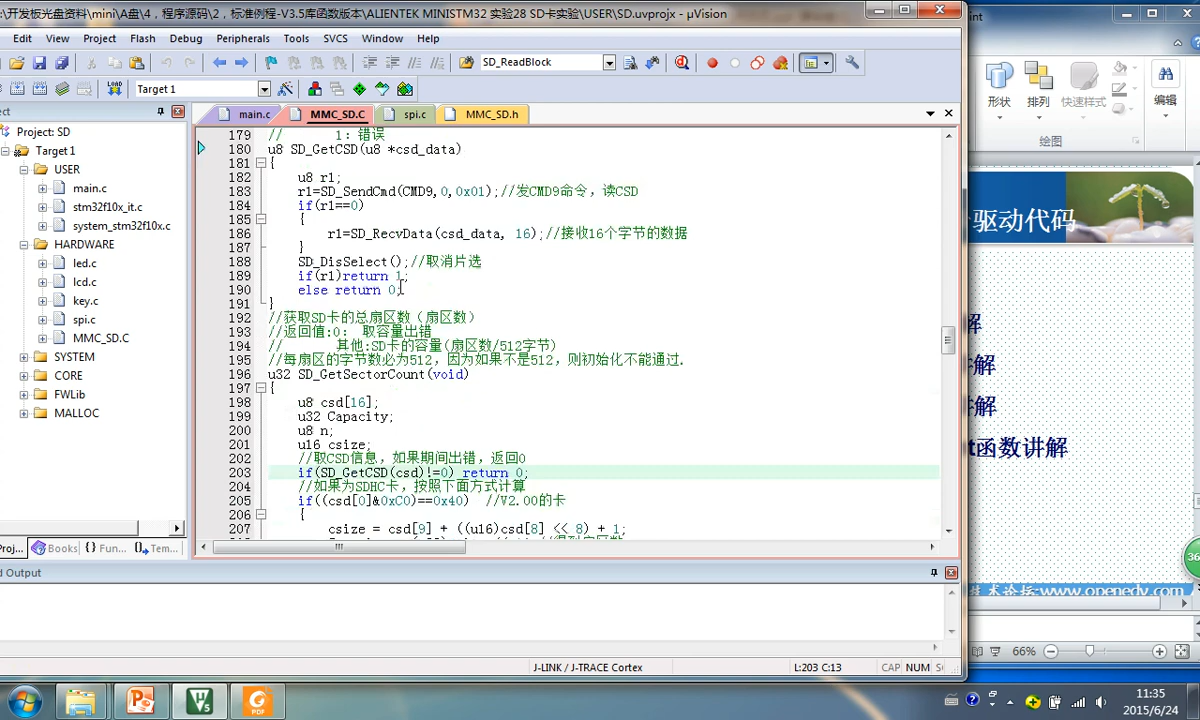 :\开发板光盘资料\mini\A盘\4，程序源码\2，标准例程-V3.5库函数版本\ALIENTEK MINISTM32 实验28 SD卡实验\USER\SD.uvprojx - µVision
int
Edit View Project Flash Debug Peripherals Tools SVCS Window Help
SD_ReadBlock
Target 1
形状
排列
快速样式
编辑
绘图
ect
main.c
MMC_SD.C
spi.c
MMC_SD.h
Project: SD
Target 1
USER
main.c
stm32f10x_it.c
system_stm32f10x.c
HARDWARE
led.c
lcd.c
key.c
spi.c
MMC_SD.C
SYSTEM
CORE
FWLib
MALLOC
179 // 1：错误
180 u8 SD_GetCSD(u8 *csd_data)
181 {
182 u8 r1;
183 r1=SD_SendCmd(CMD9,0,0x01);//发CMD9命令，读CSD
184 if(r1==0)
185 {
186 r1=SD_RecvData(csd_data, 16);//接收16个字节的数据
187 }
188 SD_DisSelect();//取消片选
189 if(r1)return 1;
190 else return 0;
191 }
192 //获取SD卡的总扇区数（扇区数）
193 //返回值:0： 取容量出错
194 // 其他:SD卡的容量(扇区数/512字节)
195 //每扇区的字节数必为512，因为如果不是512，则初始化不能通过.
196 u32 SD_GetSectorCount(void)
197 {
198 u8 csd[16];
199 u32 Capacity;
200 u8 n;
201 u16 csize;
202 //取CSD信息，如果期间出错，返回0
203 if(SD_GetCSD(csd)!=0) return 0;
204 //如果为SDHC卡，按照下面方式计算
205 if((csd[0]&0xC0)==0x40) //V2.00的卡
206 {
207 csize = csd[9] + ((u16)csd[8] << 8) + 1;
驱动代码
解
讲解
t函数讲解
技术论坛:www.openedv.com
36
Proj... Books {} Fun... Tem...
d Output
J-LINK / J-TRACE Cortex
L:203 C:13
CAP NUM
66%
PDF
11:35
2015/6/24